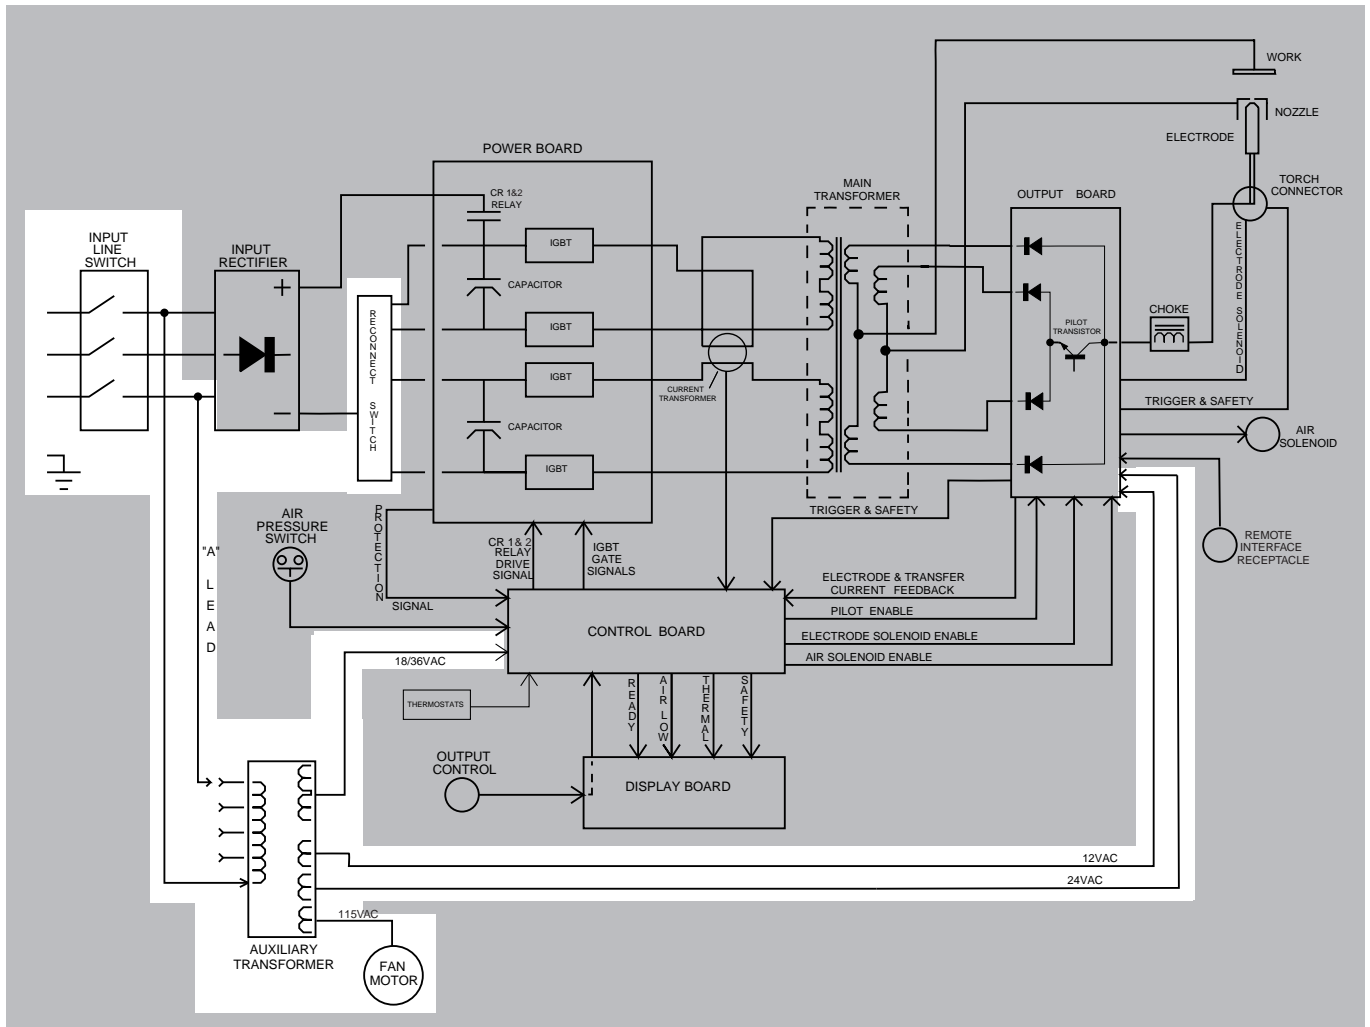 WORK
NOZZLE
ELECTRODE
POWER BOARD
TORCH
CONNECTOR
MAIN
TRANSFORMER
OUTPUT BOARD
CR 1&2
RELAY
INPUT
LINE
SWITCH
INPUT
RECTIFIER
+
−
IGBT
CAPACITOR
IGBT
IGBT
CAPACITOR
IGBT
RECONNECT SWITCH
CURRENT
TRANSFORMER
PILOT
TRANSISTOR
CHOKE
ELECTRODE SOLENOID
TRIGGER & SAFETY
AIR
SOLENOID
TRIGGER & SAFETY
REMOTE
INTERFACE
RECEPTACLE
"A" LEAD
AIR
PRESSURE
SWITCH
PROTECTION
SIGNAL
CR 1& 2
RELAY
DRIVE
SIGNAL
IGBT
GATE
SIGNALS
ELECTRODE & TRANSFER
CURRENT FEEDBACK
PILOT ENABLE
CONTROL BOARD
ELECTRODE SOLENOID ENABLE
AIR SOLENOID ENABLE
18/36VAC
THERMOSTATS
READY
AIR LOW
THERMAL
SAFETY
OUTPUT
CONTROL
DISPLAY BOARD
12VAC
24VAC
115VAC
AUXILIARY
TRANSFORMER
FAN
MOTOR